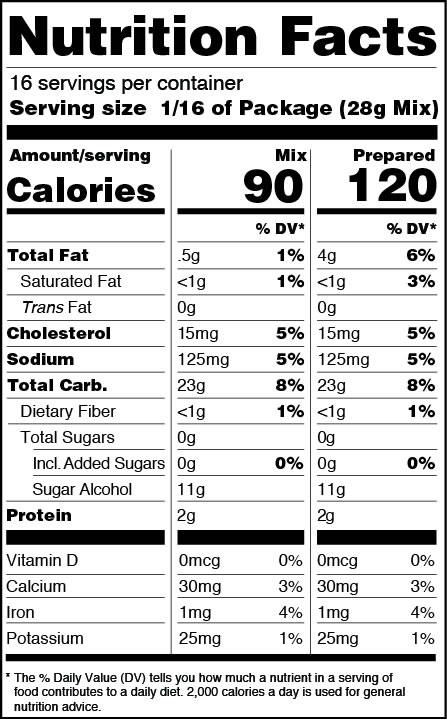 Nutrition Facts
16 servings per container
Serving size 1/16 of Package (28g Mix)
Amount/serving Mix Prepared
Calories 90 120
% DV* % DV*
Total Fat .5g 1% 4g 6%
Saturated Fat <1g 1% <1g 3%
Trans Fat 0g 0g
Cholesterol 15mg 5% 15mg 5%
Sodium 125mg 5% 125mg 5%
Total Carb. 23g 8% 23g 8%
Dietary Fiber <1g 1% <1g 1%
Total Sugars 0g 0g
Incl. Added Sugars 0g 0% 0g 0%
Sugar Alcohol 11g 11g
Protein 2g 2g
Vitamin D 0mcg 0% 0mcg 0%
Calcium 30mg 3% 30mg 3%
Iron 1mg 4% 1mg 4%
Potassium 25mg 1% 25mg 1%
* The % Daily Value (DV) tells you how much a nutrient in a serving of
food contributes to a daily diet. 2,000 calories a day is used for general
nutrition advice.